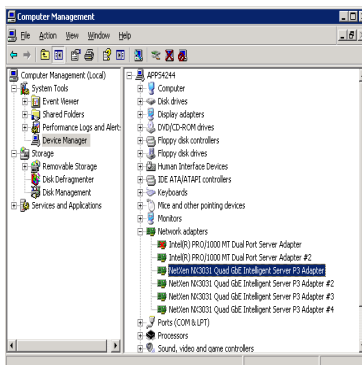 Computer Management
File Action View Window Help
Computer Management (Local)
System Tools
Event Viewer
Shared Folders
Performance Logs and Alert:
Device Manager
Storage
Removable Storage
Disk Defragmenter
Disk Management
Services and Applications
APPS4244
Computer
Disk drives
Display adapters
DVD/CD-ROM drives
Floppy disk controllers
Floppy disk drives
Human Interface Devices
IDE ATA/ATAPI controllers
Keyboards
Mice and other pointing devices
Monitors
Network adapters
Intel(R) PRO/1000 MT Dual Port Server Adapter
Intel(R) PRO/1000 MT Dual Port Server Adapter #2
NetXen NX3031 Quad GbE Intelligent Server P3 Adapter
NetXen NX3031 Quad GbE Intelligent Server P3 Adapter #2
NetXen NX3031 Quad GbE Intelligent Server P3 Adapter #3
NetXen NX3031 Quad GbE Intelligent Server P3 Adapter #4
Ports (COM & LPT)
Processors
Sound, video and game controllers